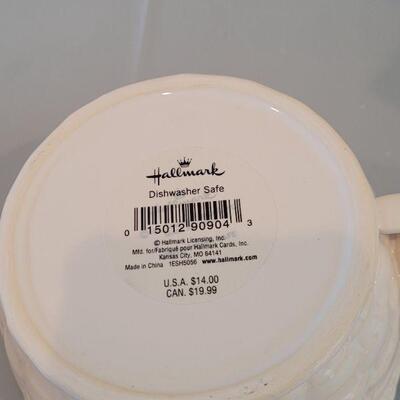 Hallmark
Dishwasher Safe
0 15012 90904 3
© Hallmark Licensing, Inc.
Mfd. for/Fabriqué pour Hallmark Cards, Inc.
Kansas City, MO 64141
Made in China 1ESH5056 www.hallmark.com
U.S.A. $14.00
CAN. $19.99